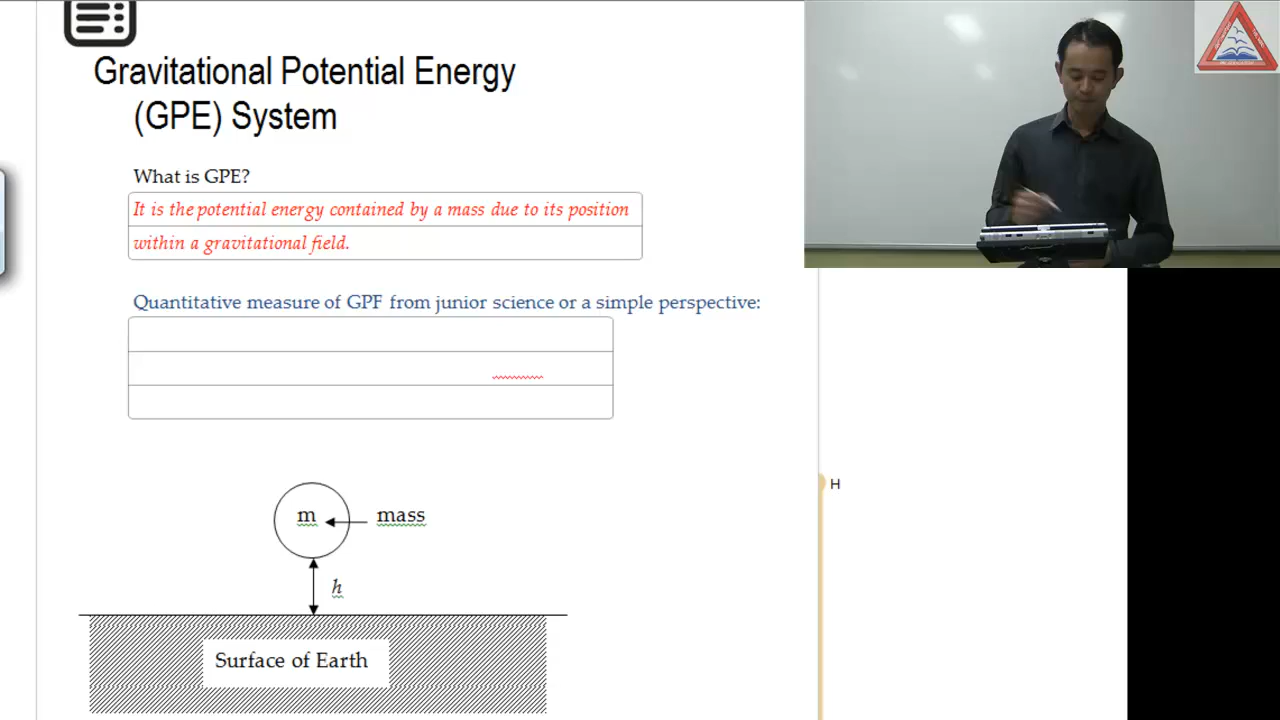 Gravitational Potential Energy
(GPE) System
What is GPE?
It is the potential energy contained by a mass due to its position
within a gravitational field.
Quantitative measure of GPF from junior science or a simple perspective:
m
mass
h
Surface of Earth
H